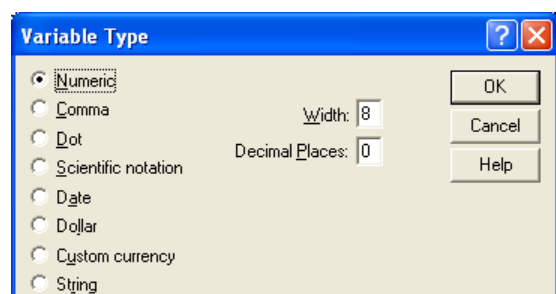 Variable Type
Numeric
Comma
Dot
Scientific notation
Date
Dollar
Custom currency
String
Width: 8
Decimal Places: 0
OK
Cancel
Help